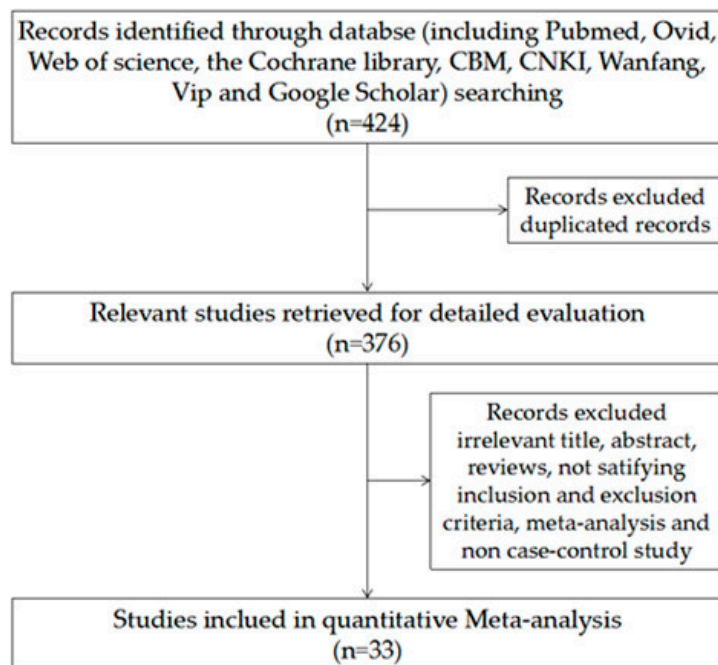 Records identified through databse (including Pubmed, Ovid,
Web of science, the Cochrane library, CBM, CNKI, Wanfang,
Vip and Google Scholar) searching
(n=424)
Records excluded
duplicated records
Relevant studies retrieved for detailed evaluation
(n=376)
Records excluded
irrelevant title, abstract,
reviews, not satifying
inclusion and exclusion
criteria, meta-analysis and
non case-control study
Studies inclued in quantitative Meta-analysis
(n=33)